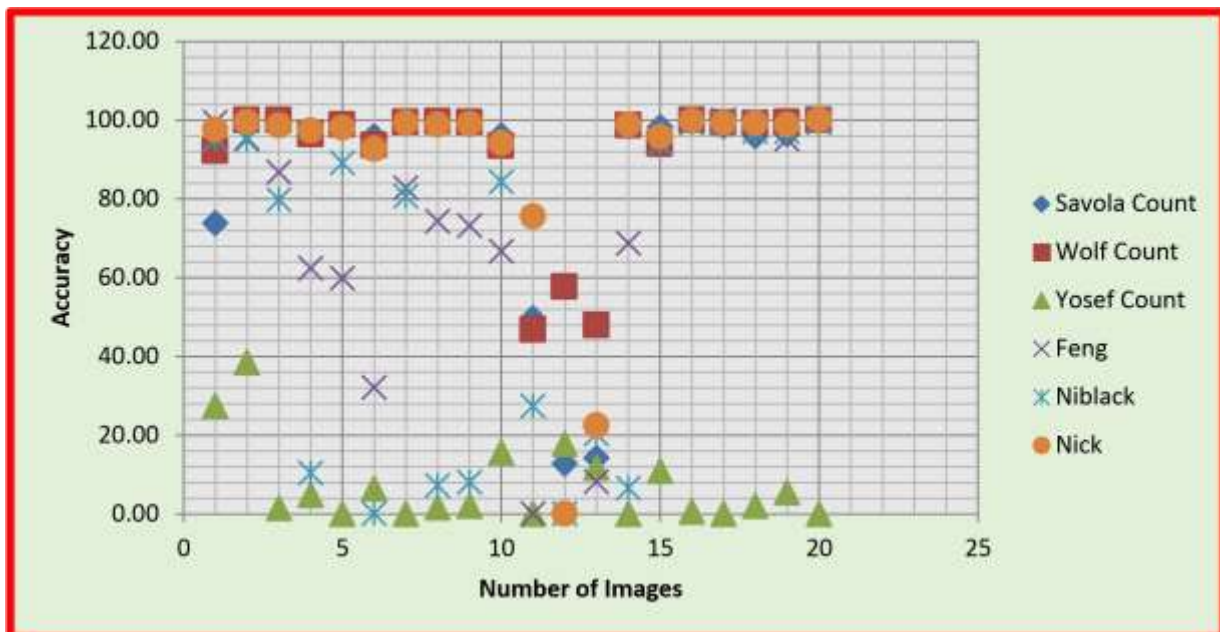 120.00
100.00
80.00
60.00
40.00
20.00
0.00
Accuracy
0 5 10 15 20 25
Number of Images
Savola Count
Wolf Count
Yosef Count
Feng
Niblack
Nick